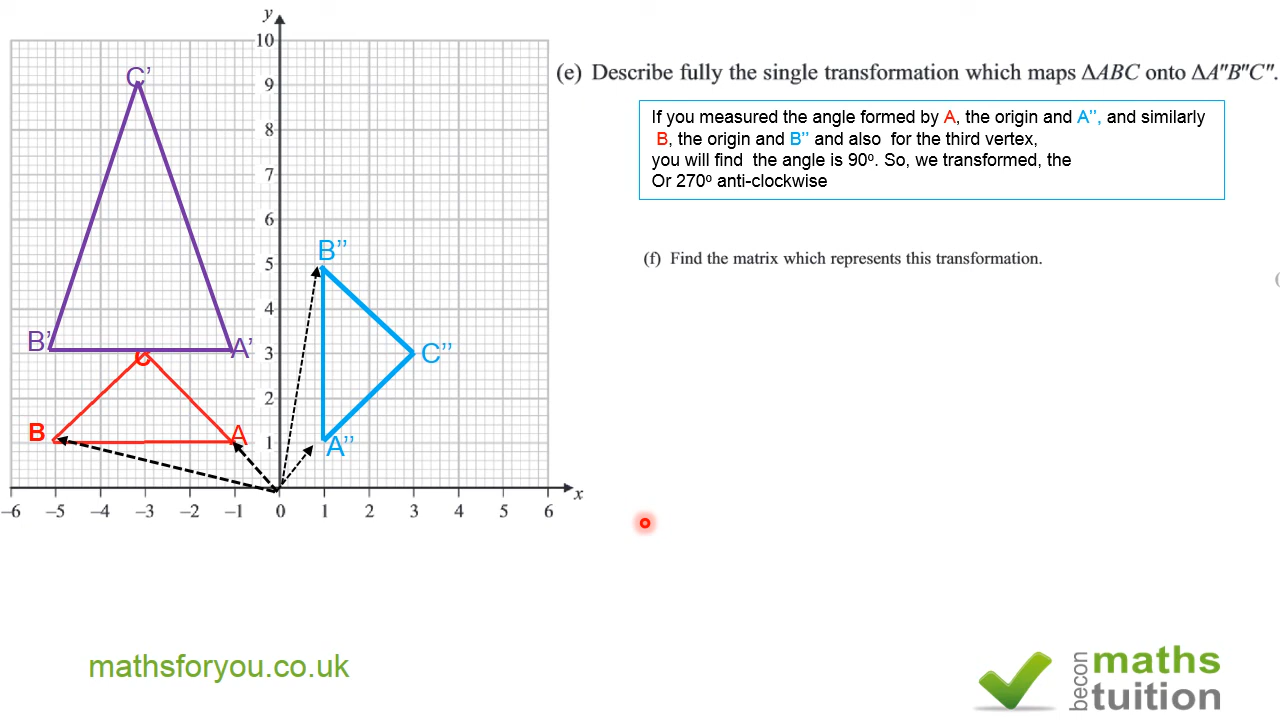 y
10
9
8
7
6
5
4
3
2
1
–6 –5 –4 –3 –2 –1 0 1 2 3 4 5 6 x
C’
B’
A’
C
B
A
B’’
C’’
A’’
(e) Describe fully the single transformation which maps ΔABC onto ΔA″B″C″.
If you measured the angle formed by A, the origin and A’’, and similarly
B, the origin and B’’ and also for the third vertex,
you will find the angle is 90º. So, we transformed, the
Or 270º anti-clockwise
(f) Find the matrix which represents this transformation.
(
mathsforyou.co.uk
becon
maths
tuition